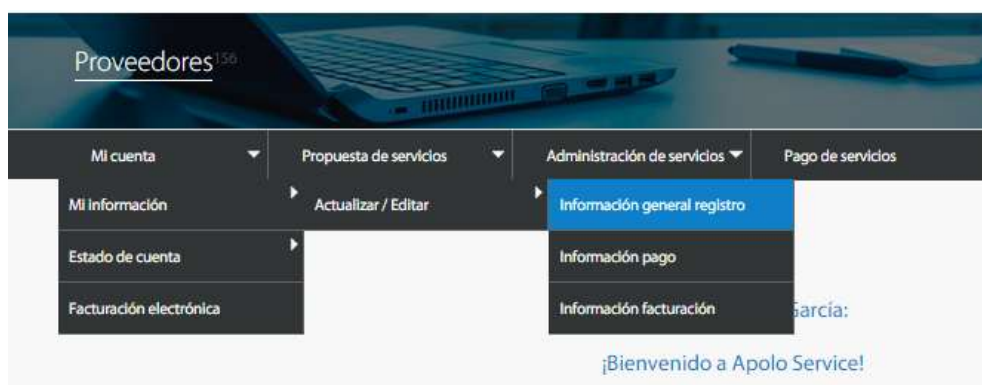 Proveedores156
Mi cuenta
Propuesta de servicios
Administración de servicios
Pago de servicios
Mi información
Actualizar / Editar
Información general registro
Estado de cuenta
Información pago
Facturación electrónica
Información facturación
García:
¡Bienvenido a Apolo Service!